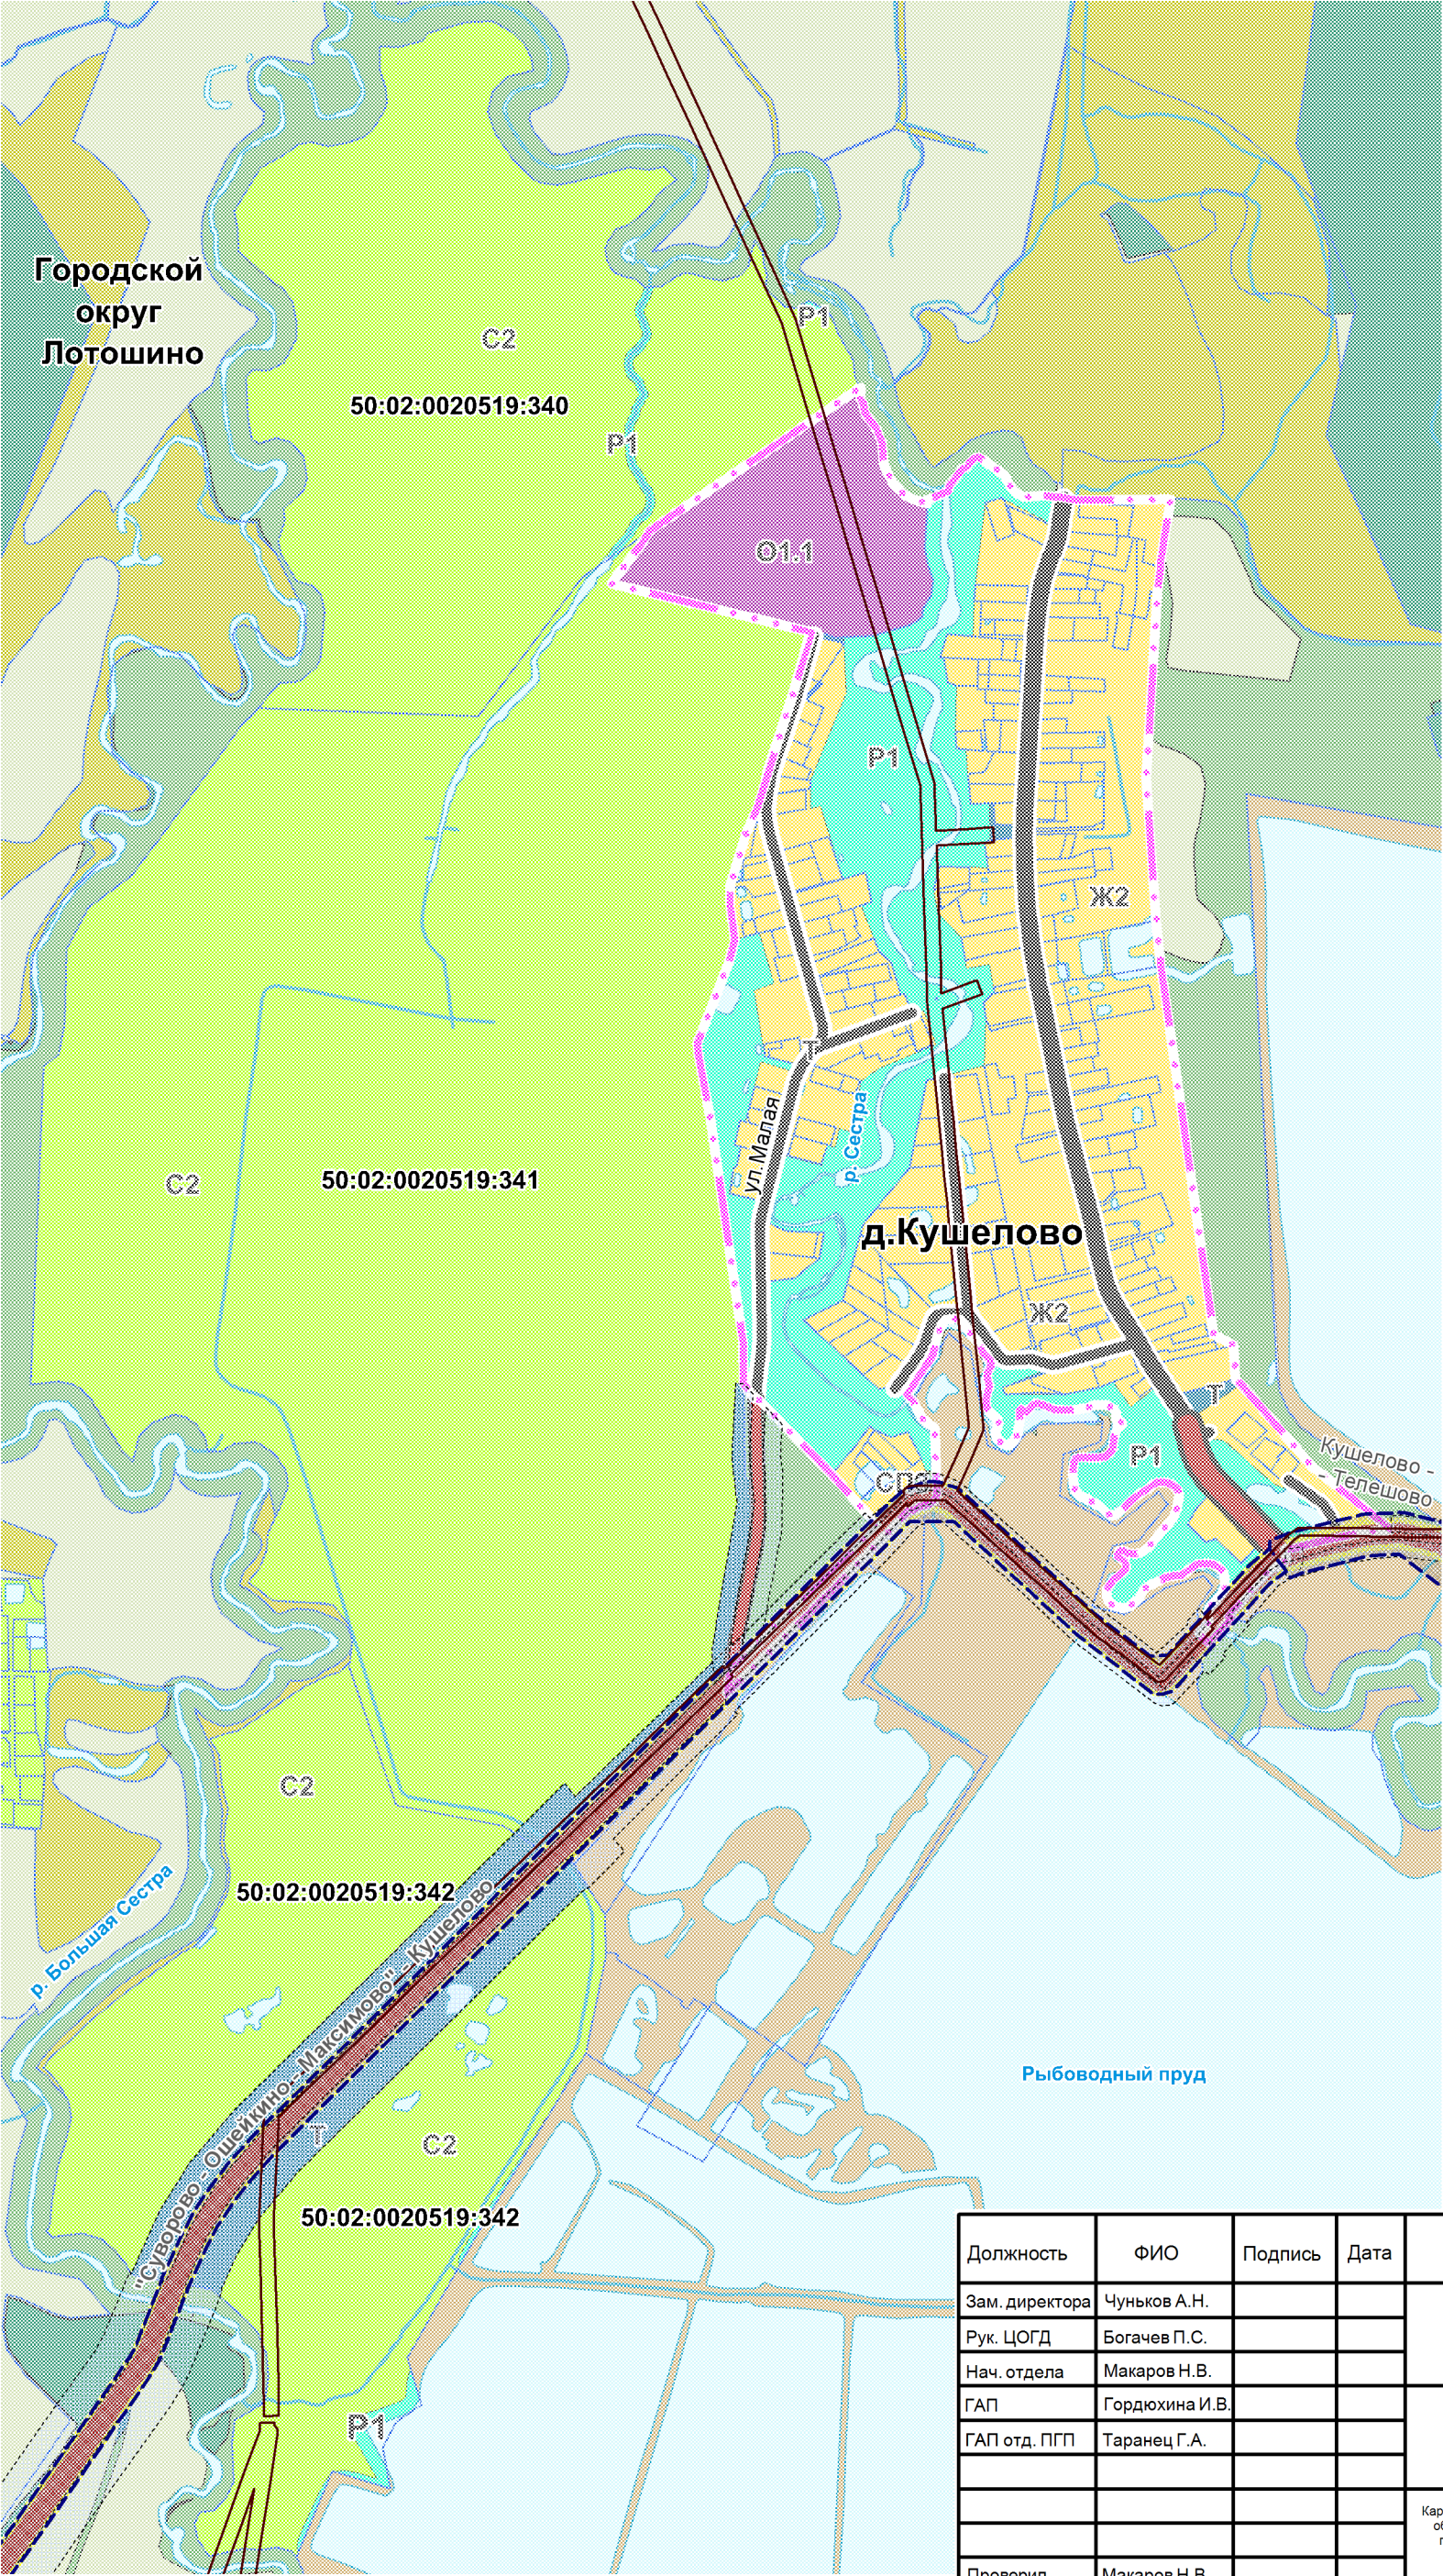 Городской
округ
Лотошино
С2
Р1
50:02:0020519:340
Р1
О1.1
Р1
Ж2
Т
ул.Малая
р. Сестра
С2
50:02:0020519:341
д.Кушелово
Ж2
Т
Р1
Кушелово -
- Телешово
С2
50:02:0020519:342
р. Большая Сестра
"Суворово - Ошейкино - Максимово" - Кушелово
Рыбоводный пруд
Т
С2
50:02:0020519:342
Р1
Должность ФИО Подпись Дата
Зам. директора Чуньков А.Н.
Рук. ЦОГД Богачев П.С.
Нач. отдела Макаров Н.В.
ГАП Гордюхина И.В.
ГАП отд. ПГП Таранец Г.А.
Проверил Макаров Н.В.